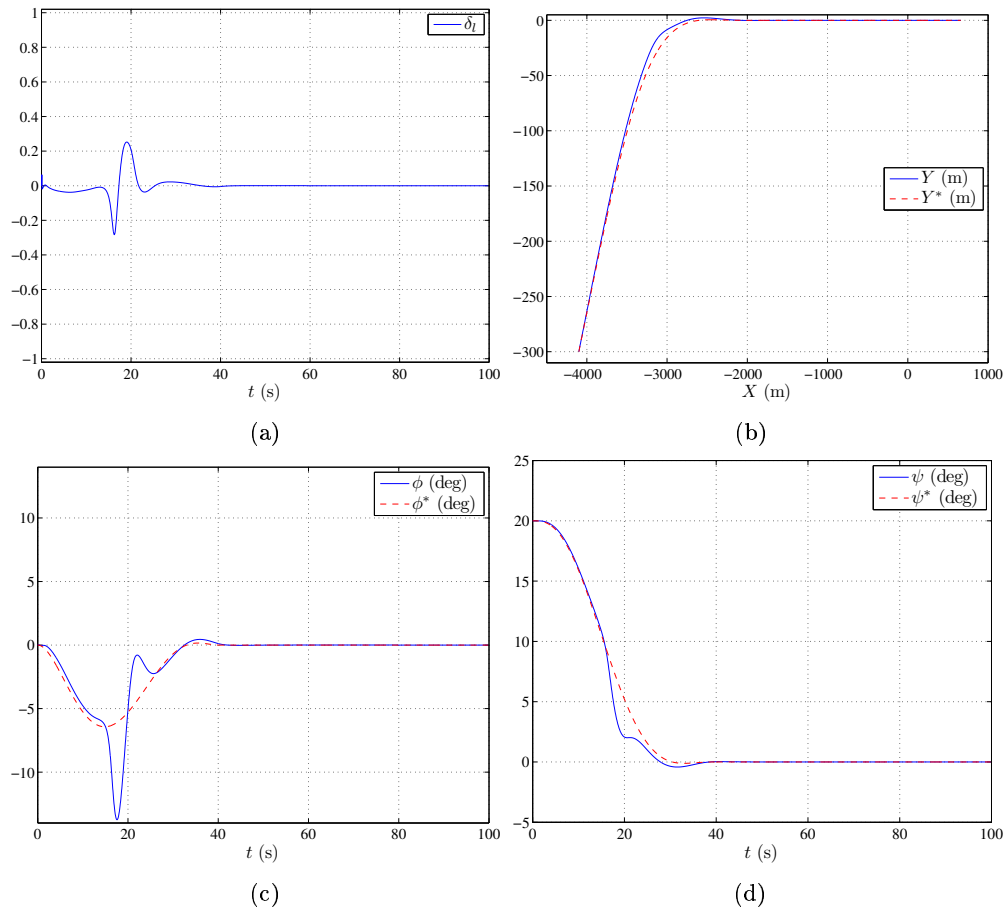 1
0.8
0.6
0.4
0.2
0
−0.2
−0.4
−0.6
−0.8
−1
0 20 40 60 80 100
t (s)
δ_l
(a)
0
−50
−100
−150
−200
−250
−300
−4000 −3000 −2000 −1000 0 1000
X (m)
Y (m)
Y* (m)
(b)
10
5
0
−5
−10
0 20 40 60 80 100
t (s)
ϕ (deg)
ϕ* (deg)
(c)
25
20
15
10
5
0
−5
0 20 40 60 80 100
t (s)
ψ (deg)
ψ* (deg)
(d)